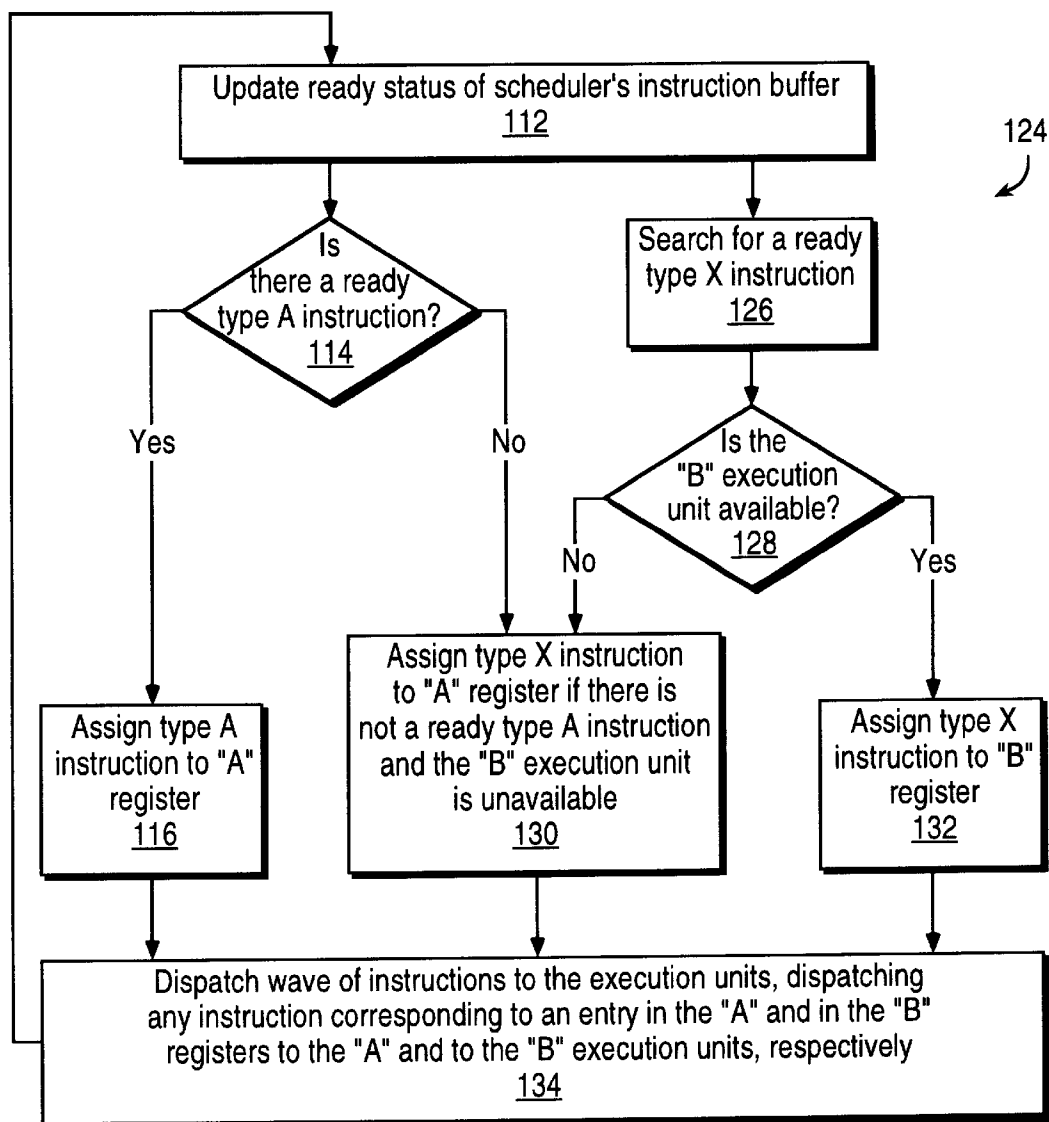 Update ready status of scheduler's instruction buffer
112
124
Is
there a ready
type A instruction?
114
Search for a ready
type X instruction
126
Yes
No
Is the
"B" execution
unit available?
128
No
Yes
Assign type A
instruction to "A"
register
116
Assign type X instruction
to "A" register if there is
not a ready type A instruction
and the "B" execution unit
is unavailable
130
Assign type X
instruction to "B"
register
132
Dispatch wave of instructions to the execution units, dispatching
any instruction corresponding to an entry in the "A" and in the "B"
registers to the "A" and to the "B" execution units, respectively
134